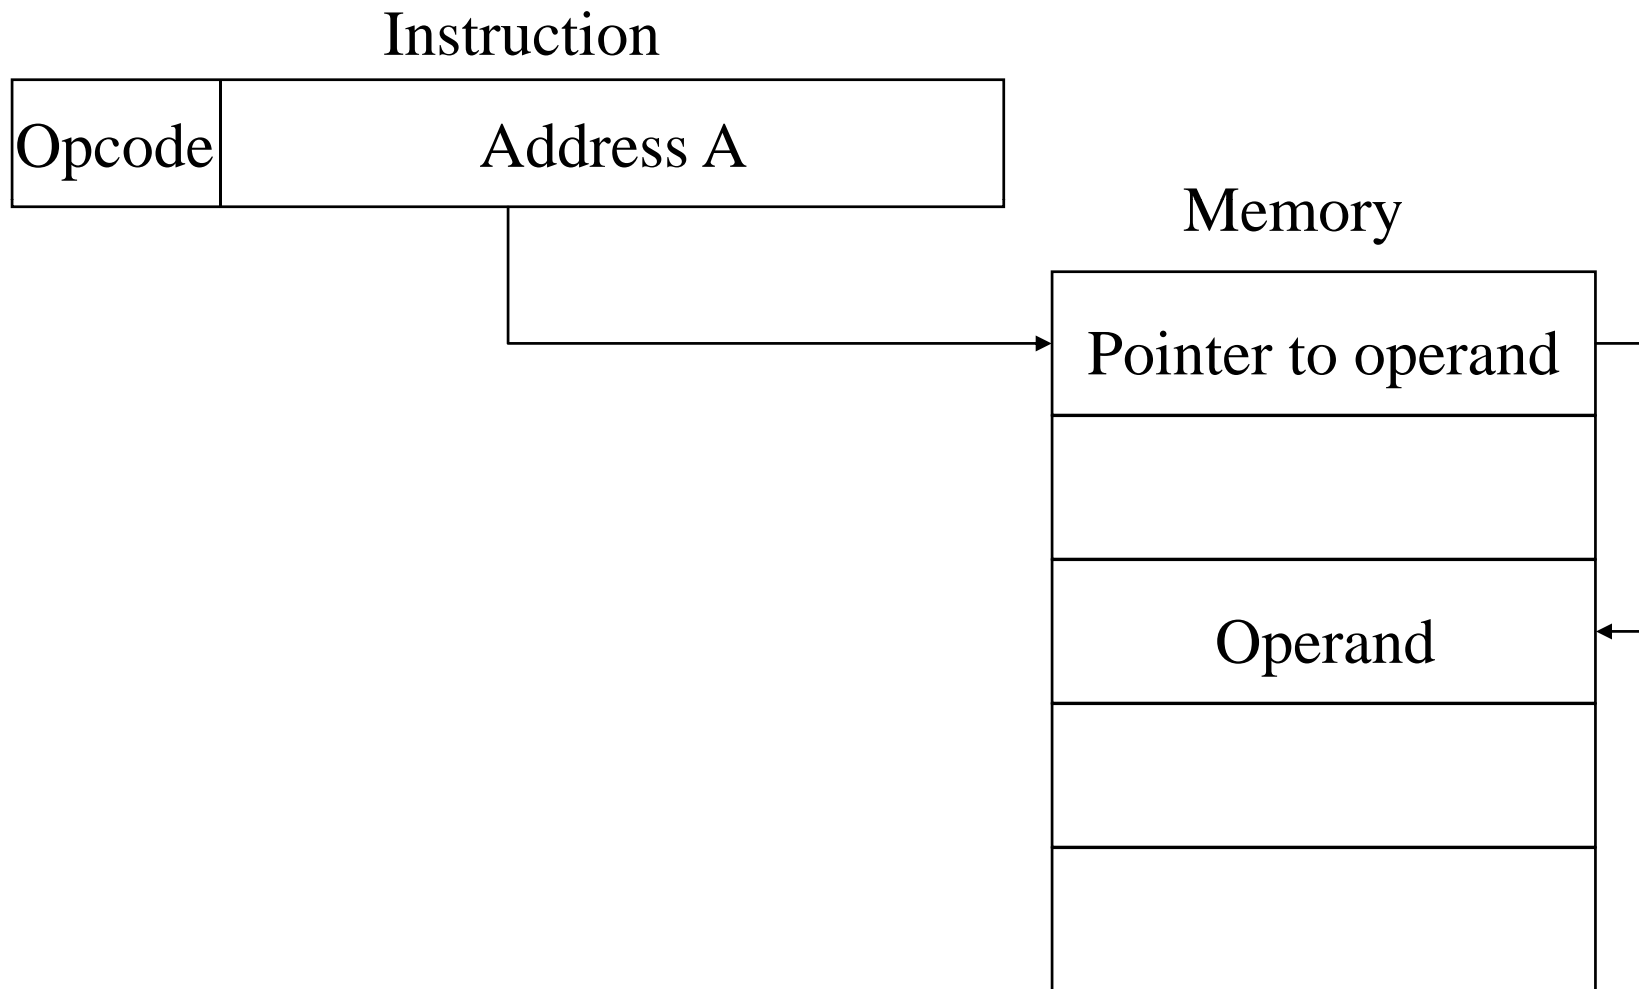 Instruction
Opcode
Address A
Memory
Pointer to operand
Operand